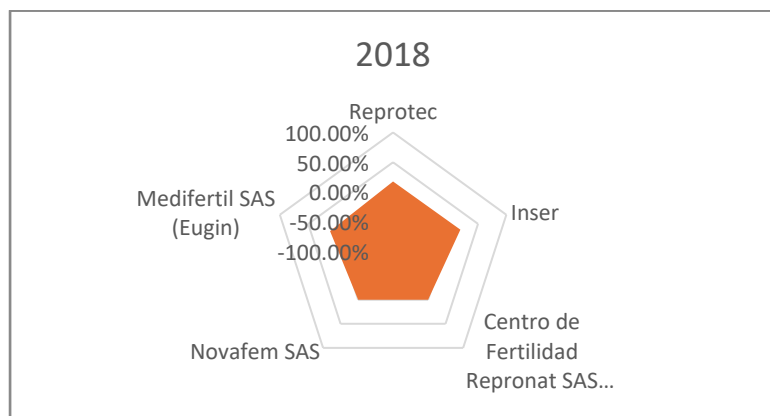 2018
Reprotec
100.00%
50.00%
0.00%
-50.00%
-100.00%
Medifertil SAS
(Eugin)
Inser
Novafem SAS
Centro de
Fertilidad
Repronat SAS...